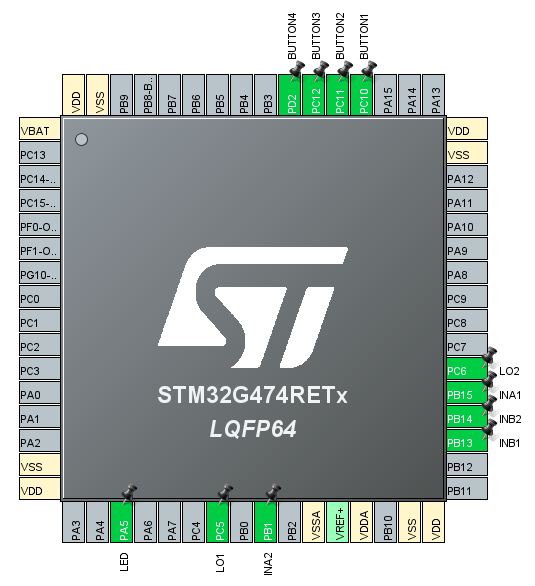 BUTTON4
BUTTON3
BUTTON2
BUTTON1
VDD
VSS
PB9
PB8-B..
PB7
PB6
PB5
PB4
PB3
PD2
PC12
PC11
PC10
PA15
PA14
PA13
VBAT
PC13
PC14-..
PC15-..
PF0-O..
PF1-O..
PG10-..
PC0
PC1
PC2
PC3
PA0
PA1
PA2
VSS
VDD
ST
STM32G474RETx
LQFP64
VDD
VSS
PA12
PA11
PA10
PA9
PA8
PC9
PC8
PC7
PC6 LO2
PB15 INA1
PB14 INB2
PB13 INB1
PB12
PB11
PA3
PA4
PA5
PA6
PA7
PC4
PC5
PB0
PB1
PB2
VSSA
VREF+
VDDA
PB10
VSS
VDD
LED
LO1
INA2